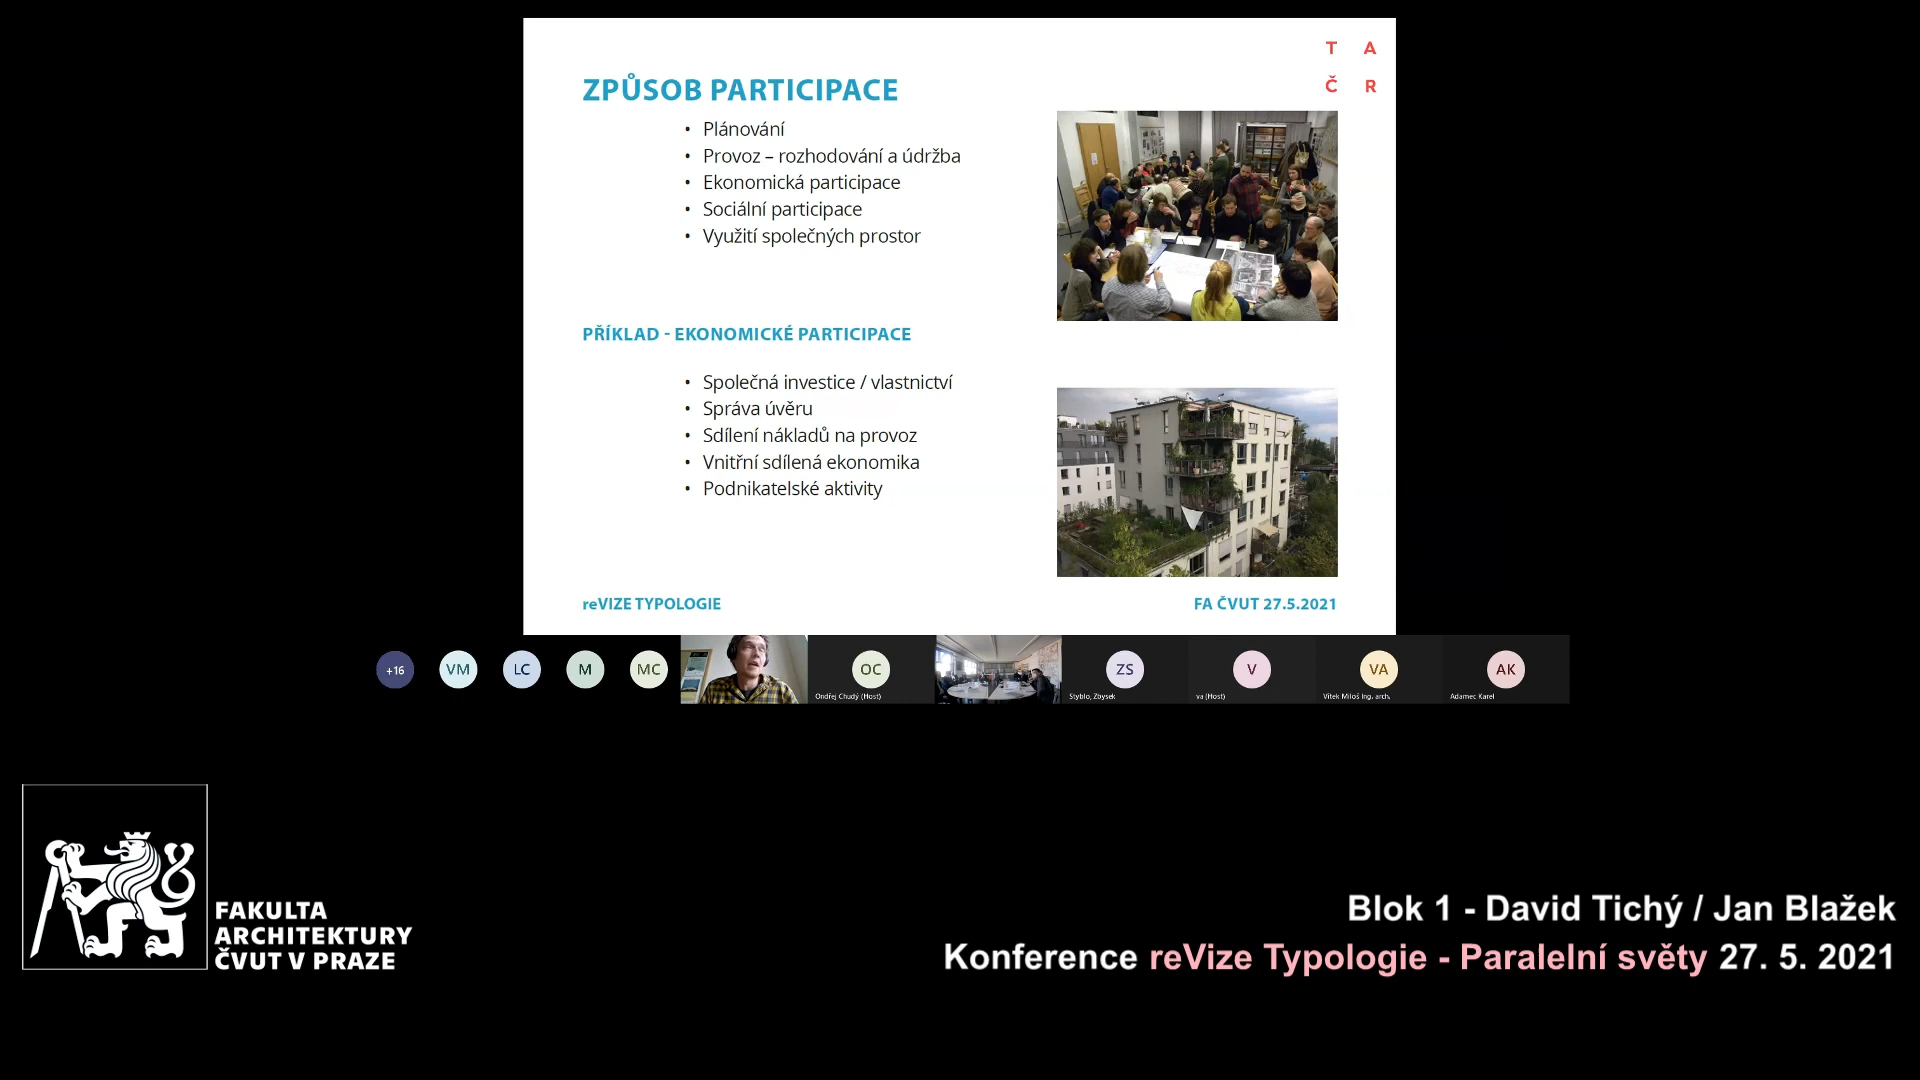 T A
Č R
ZPŮSOB PARTICIPACE
• Plánování
• Provoz – rozhodování a údržba
• Ekonomická participace
• Sociální participace
• Využití společných prostor
PŘÍKLAD - EKONOMICKÉ PARTICIPACE
• Společná investice / vlastnictví
• Správa úvěru
• Sdílení nákladů na provoz
• Vnitřní sdílená ekonomika
• Podnikatelské aktivity
reVIZE TYPOLOGIE
FA ČVUT 27.5.2021
+16
VM
LC
M
MC
OC
Ondřej Chudý (Host)
ZS
Styblo, Zbysek
V
va (Host)
VA
Vítek Miloš Ing. arch.
AK
Adamec Karel
FAKULTA
ARCHITEKTURY
ČVUT V PRAZE
Blok 1 - David Tichý / Jan Blažek
Konference reVize Typologie - Paralelní světy 27. 5. 2021